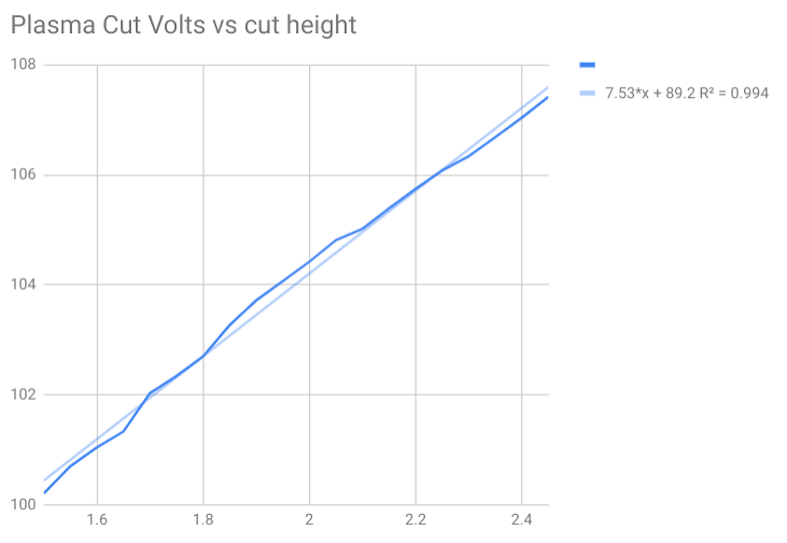 Plasma Cut Volts vs cut height
108
7.53*x + 89.2 R² = 0.994
106
104
102
100
1.6 1.8 2 2.2 2.4